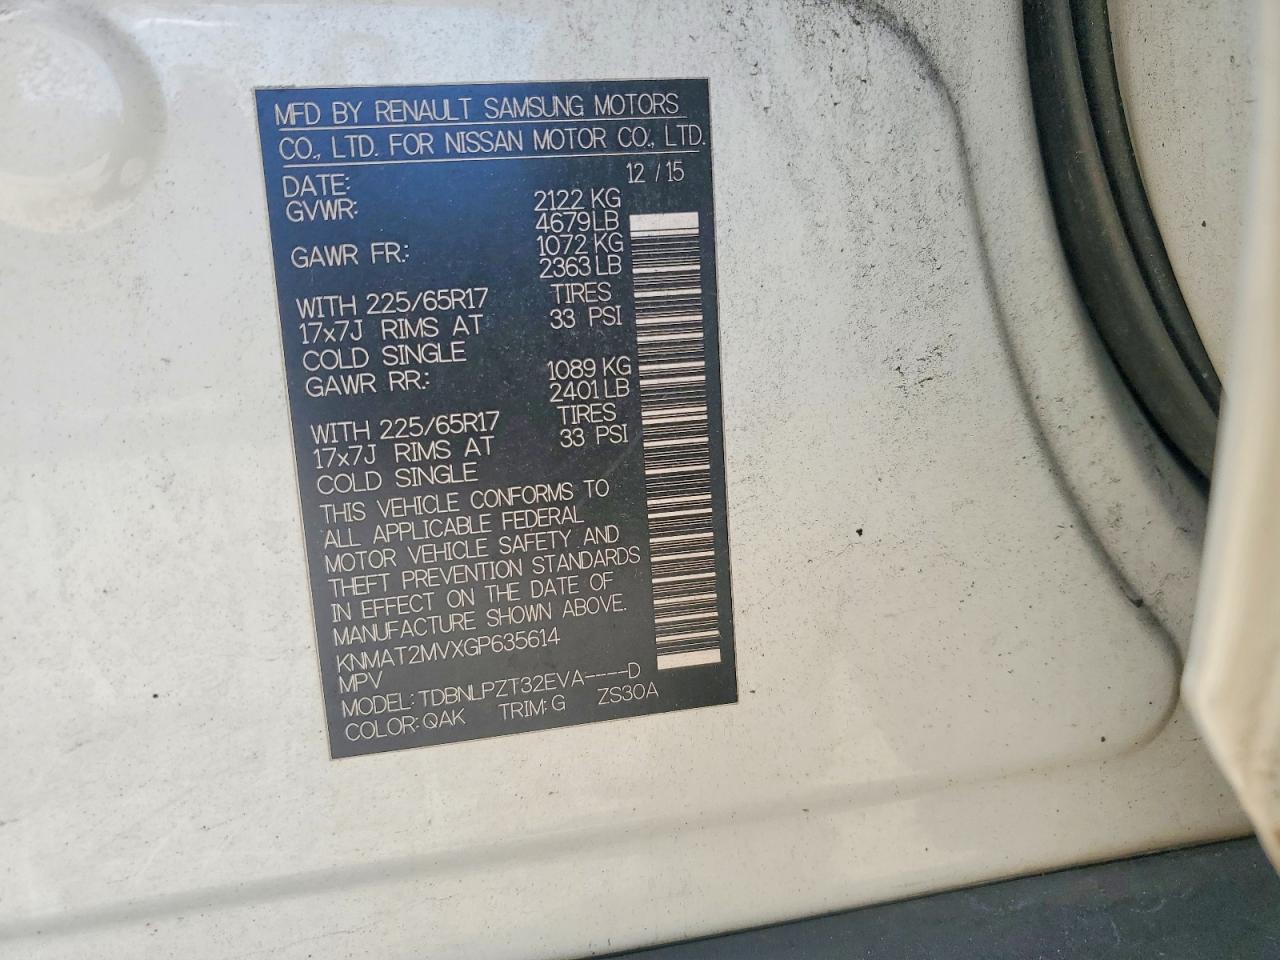 MFD BY RENAULT SAMSUNG MOTORS
CO., LTD. FOR NISSAN MOTOR CO., LTD.
DATE: 12 / 15
GVWR: 2122 KG
4679 LB
GAWR FR.: 1072 KG
2363 LB
WITH 225/65R17 TIRES
17x7J RIMS AT 33 PSI
COLD SINGLE
GAWR RR.: 1089 KG
2401 LB
WITH 225/65R17 TIRES
17x7J RIMS AT 33 PSI
COLD SINGLE
THIS VEHICLE CONFORMS TO
ALL APPLICABLE FEDERAL
MOTOR VEHICLE SAFETY AND
THEFT PREVENTION STANDARDS
IN EFFECT ON THE DATE OF
MANUFACTURE SHOWN ABOVE.
KNMAT2MVXGP635614
MPV
MODEL: TDBNLPZT32EVA----D
COLOR: QAK TRIM: G ZS30A